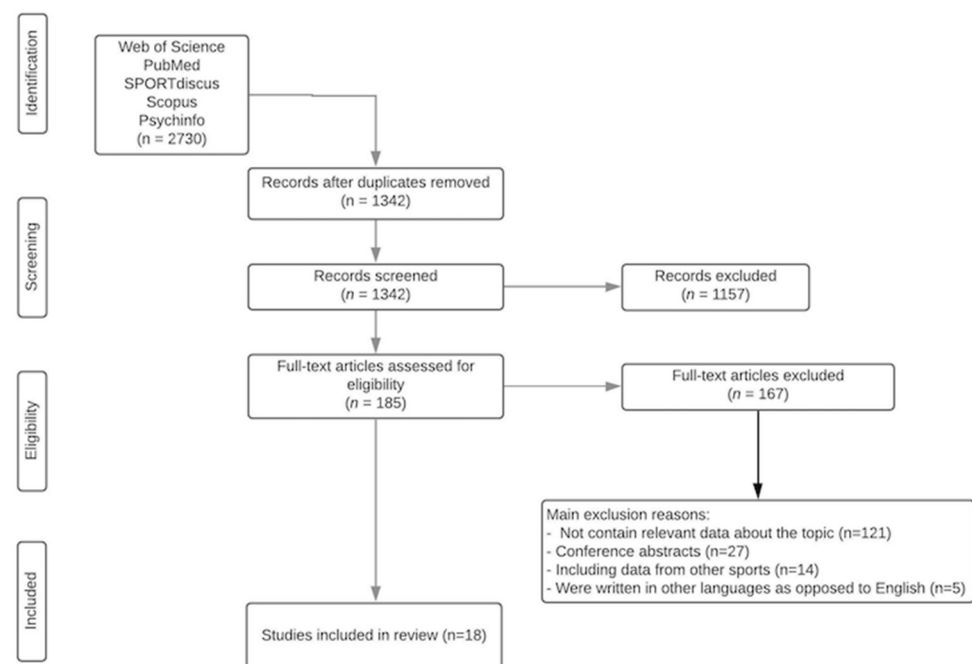 Identification
Web of Science
PubMed
SPORTdiscus
Scopus
Psychinfo
(n = 2730)
Records after duplicates removed
(n = 1342)
Screening
Records screened
(n = 1342)
Records excluded
(n = 1157)
Eligibility
Full-text articles assessed for
eligibility
(n = 185)
Full-text articles excluded
(n = 167)
Main exclusion reasons:
- Not contain relevant data about the topic (n=121)
- Conference abstracts (n=27)
- Including data from other sports (n=14)
- Were written in other languages as opposed to English (n=5)
Included
Studies included in review (n=18)